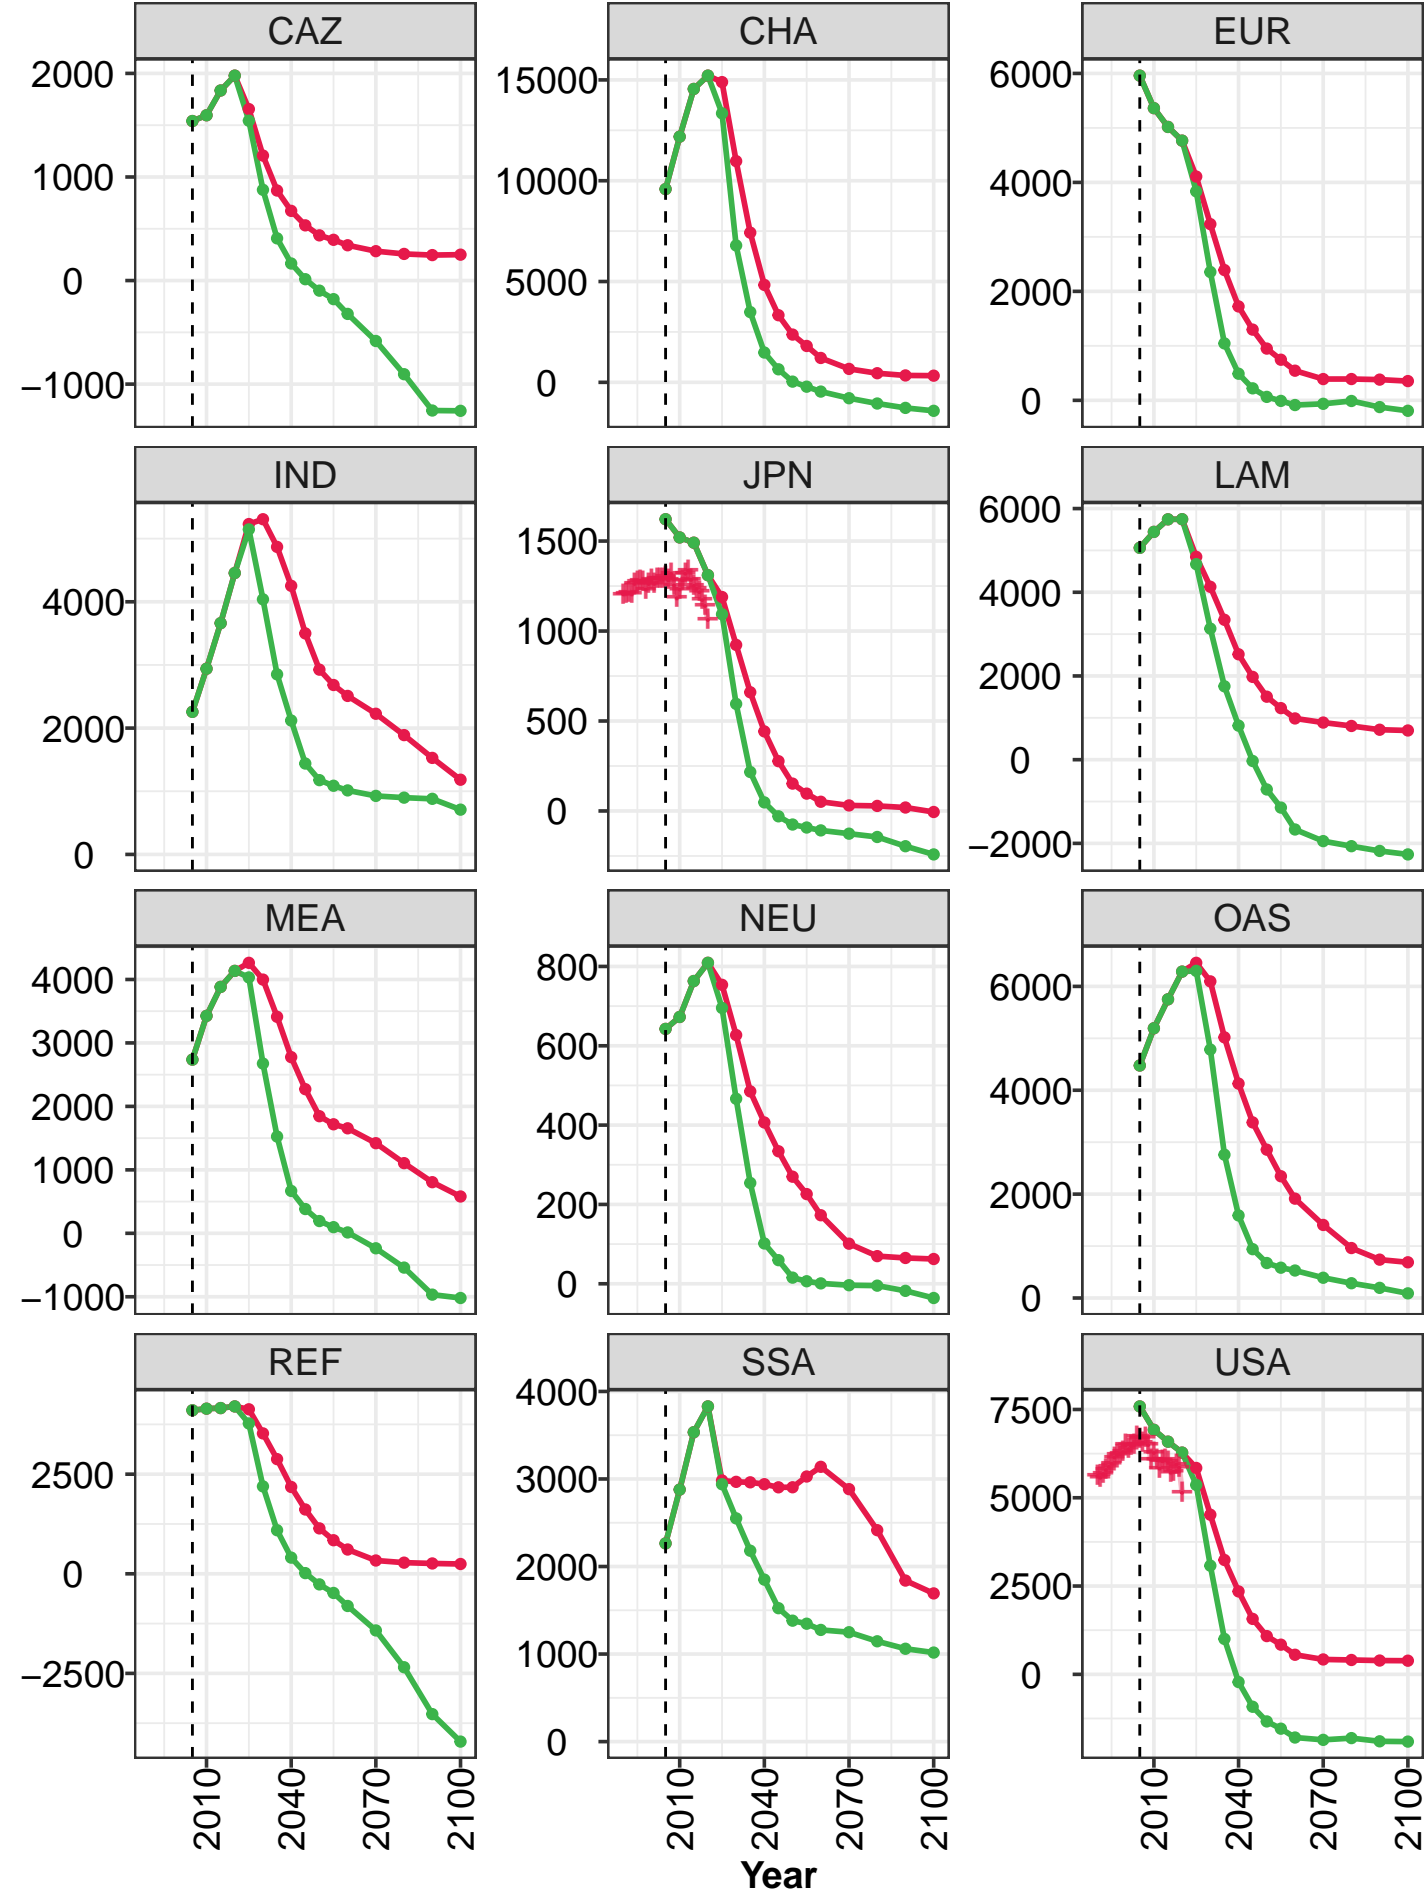 CAZ CHA EUR
2000 15000 6000
1000 10000 4000
0 5000 2000
−1000 0 0
IND JPN LAM
4000 1500 6000
2000 1000 4000
0 500 2000
0 0
−2000
MEA NEU OAS
4000 800 6000
3000 600 4000
2000 400 2000
1000 200 0
0 0
−1000
REF SSA USA
2500 4000 7500
0 3000 5000
−2500 2000 2500
1000 0
0
2010 2040 2070 2100 2010 2040 2070 2100 2010 2040 2070 2100
Year